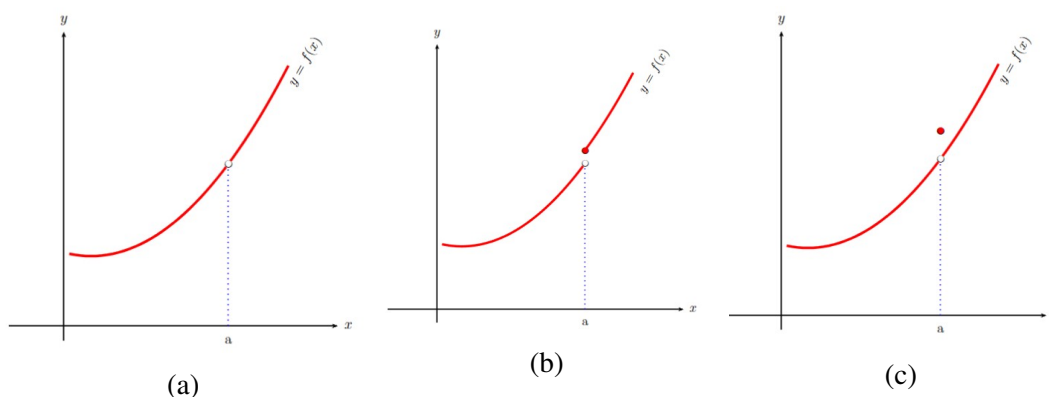 y
y = f(x)
x
a
(a)
y
y = f(x)
x
a
(b)
y
y = f(x)
a
(c)